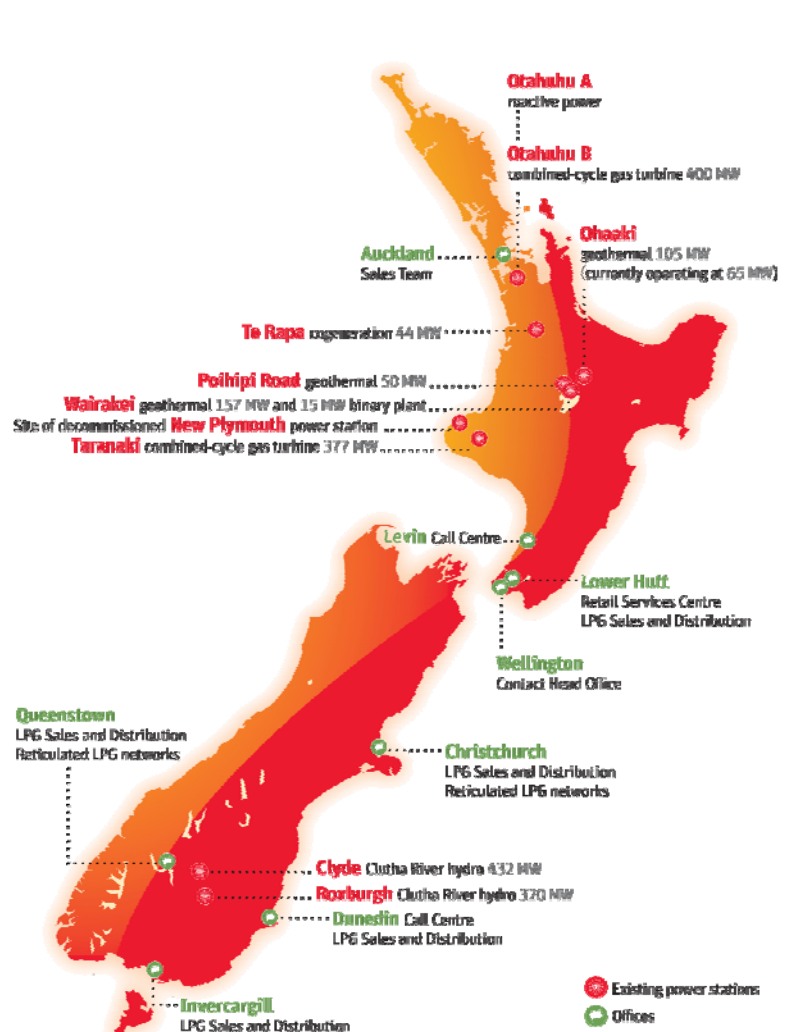 Otahuhu A
reactive power
Otahuhu B
combined-cycle gas turbine 400 MW
Ohaaki
geothermal 105 MW
(currently operating at 65 MW)
Auckland
Sales Team
Te Rapa cogeneration 44 MW
Poihipi Road geothermal 50 MW
Wairakei geothermal 157 MW and 15 MW binary plant
Site of decommissioned New Plymouth power station
Taranaki combined-cycle gas turbine 377 MW
Levin Call Centre
Lower Hutt
Retail Services Centre
LPG Sales and Distribution
Wellington
Contact Head Office
Queenstown
LPG Sales and Distribution
Reticulated LPG networks
Christchurch
LPG Sales and Distribution
Reticulated LPG networks
Clyde Clutha River hydro 432 MW
Roxburgh Clutha River hydro 320 MW
Dunedin Call Centre
LPG Sales and Distribution
Invercargill
LPG Sales and Distribution
Existing power stations
Offices